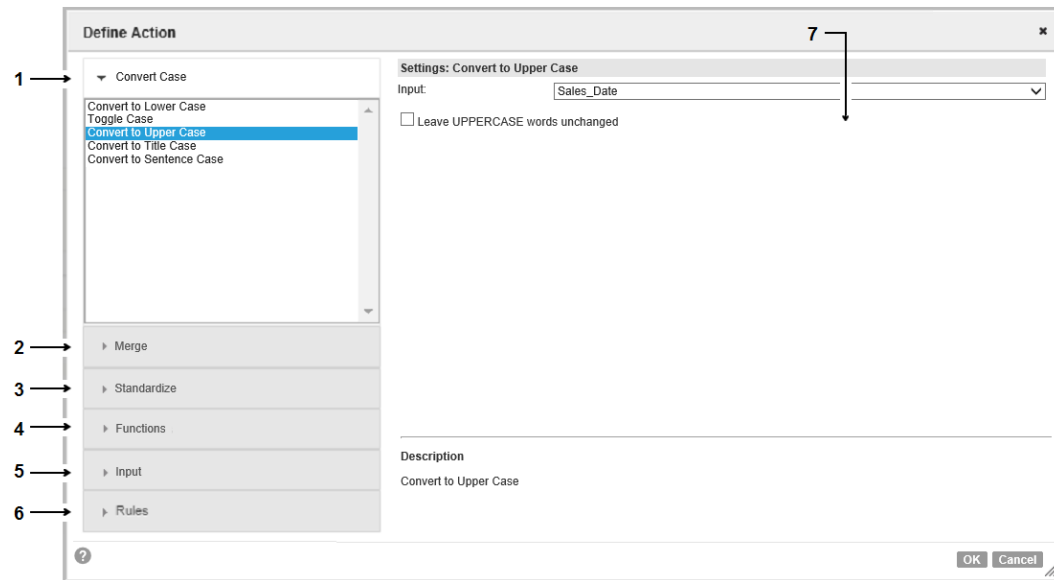 Define Action
7
1
Convert Case
Convert to Lower Case
Toggle Case
Convert to Upper Case
Convert to Title Case
Convert to Sentence Case
2
Merge
3
Standardize
4
Functions
5
Input
6
Rules
Settings: Convert to Upper Case
Input: Sales_Date
Leave UPPERCASE words unchanged
Description
Convert to Upper Case
?
OK Cancel